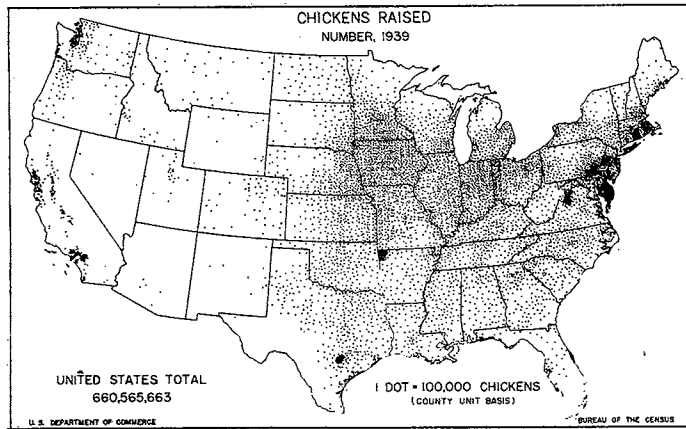 CHICKENS RAISED
NUMBER, 1939
UNITED STATES TOTAL
660,565,663
1 DOT = 100,000 CHICKENS
(COUNTY UNIT BASIS)
U. S. DEPARTMENT OF COMMERCE
BUREAU OF THE CENSUS